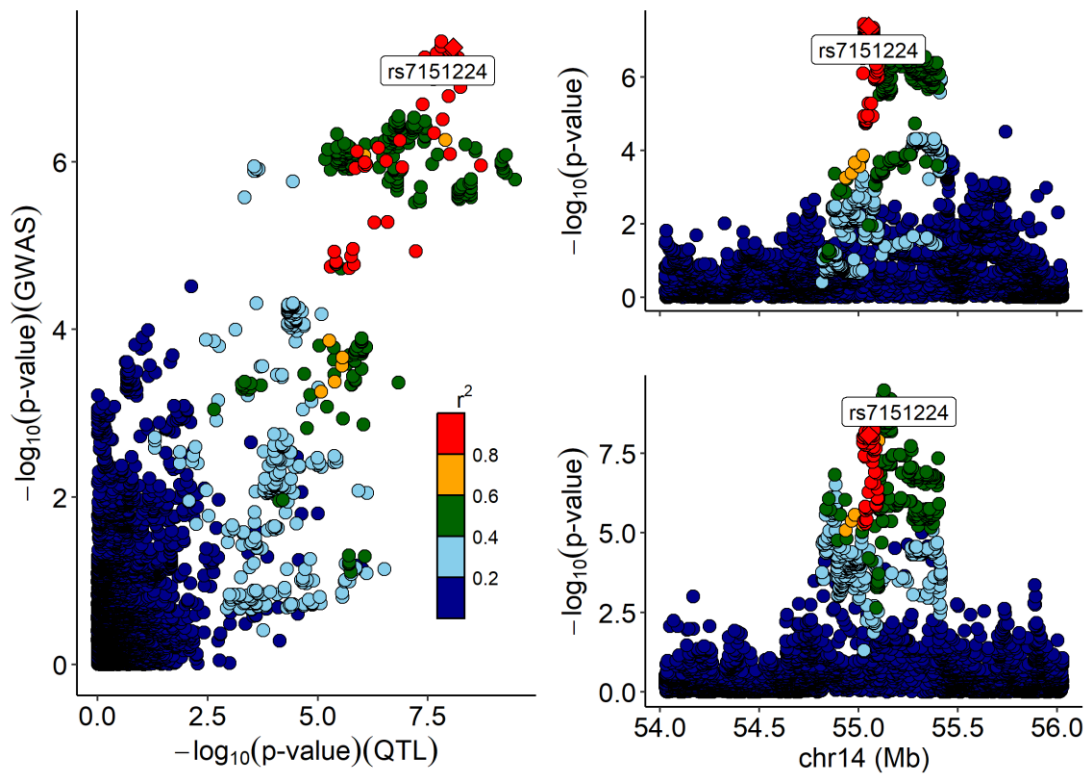 −log₁₀(p-value)(GWAS)
6
4
2
0
rs7151224
r²
0.8
0.6
0.4
0.2
0.0
2.5
5.0
7.5
−log₁₀(p-value)(QTL)
−log₁₀(p-value)
6
4
2
0
rs7151224
−log₁₀(p-value)
7.5
5.0
2.5
0.0
rs7151224
54.0
54.5
55.0
55.5
56.0
chr14 (Mb)